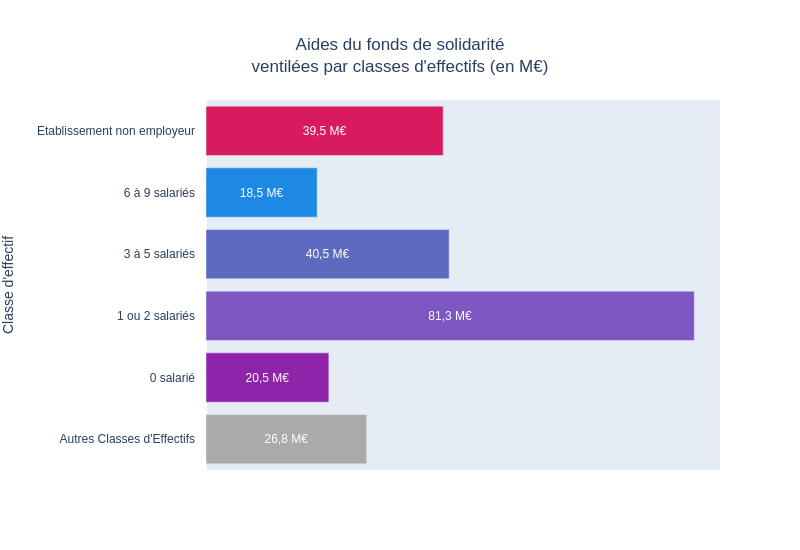 Aides du fonds de solidarité
ventilées par classes d'effectifs (en M€)
Classe d'effectif
Etablissement non employeur
39,5 M€
6 à 9 salariés
18,5 M€
3 à 5 salariés
40,5 M€
1 ou 2 salariés
81,3 M€
0 salarié
20,5 M€
Autres Classes d'Effectifs
26,8 M€